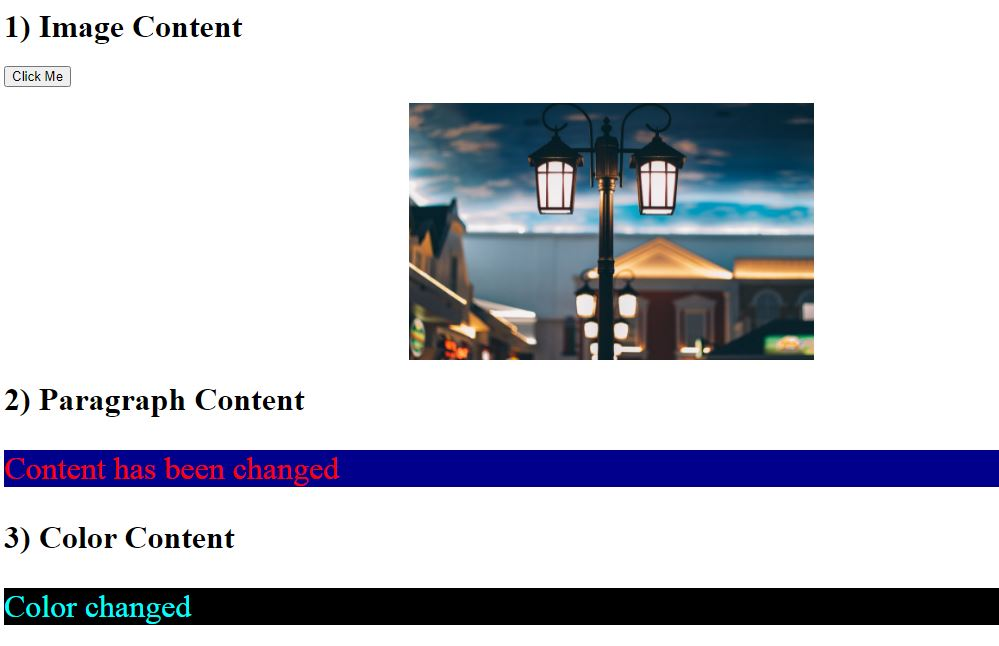 1) Image Content
Click Me
2) Paragraph Content
Content has been changed
3) Color Content
Color changed